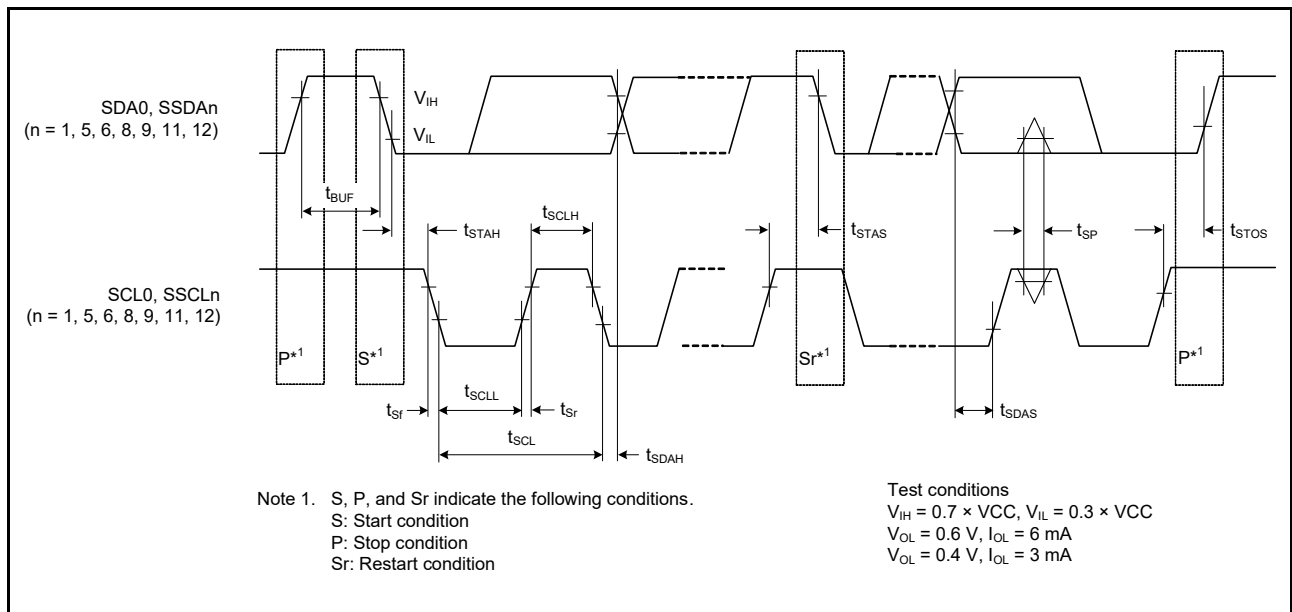 SDA0, SSDAn
(n = 1, 5, 6, 8, 9, 11, 12)
VIH
VIL
tBUF
tSTAH
tSCLH
tSTAS
tSP
tSTOS
SCL0, SSCLn
(n = 1, 5, 6, 8, 9, 11, 12)
P*1
S*1
Sr*1
P*1
tSf
tSCLL
tSr
tSCL
tSDAH
tSDAS
Note 1. S, P, and Sr indicate the following conditions.
S: Start condition
P: Stop condition
Sr: Restart condition
Test conditions
VIH = 0.7 × VCC, VIL = 0.3 × VCC
VOL = 0.6 V, IOL = 6 mA
VOL = 0.4 V, IOL = 3 mA